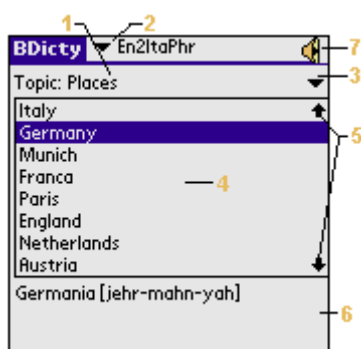 1 2
BDicty En2ItaPhr 7
Topic: Places 3
Italy
Germany 5
Munich
Franca 4
Paris
England
Netherlands
Austria
Germania [jehr-mahn-yah] 6